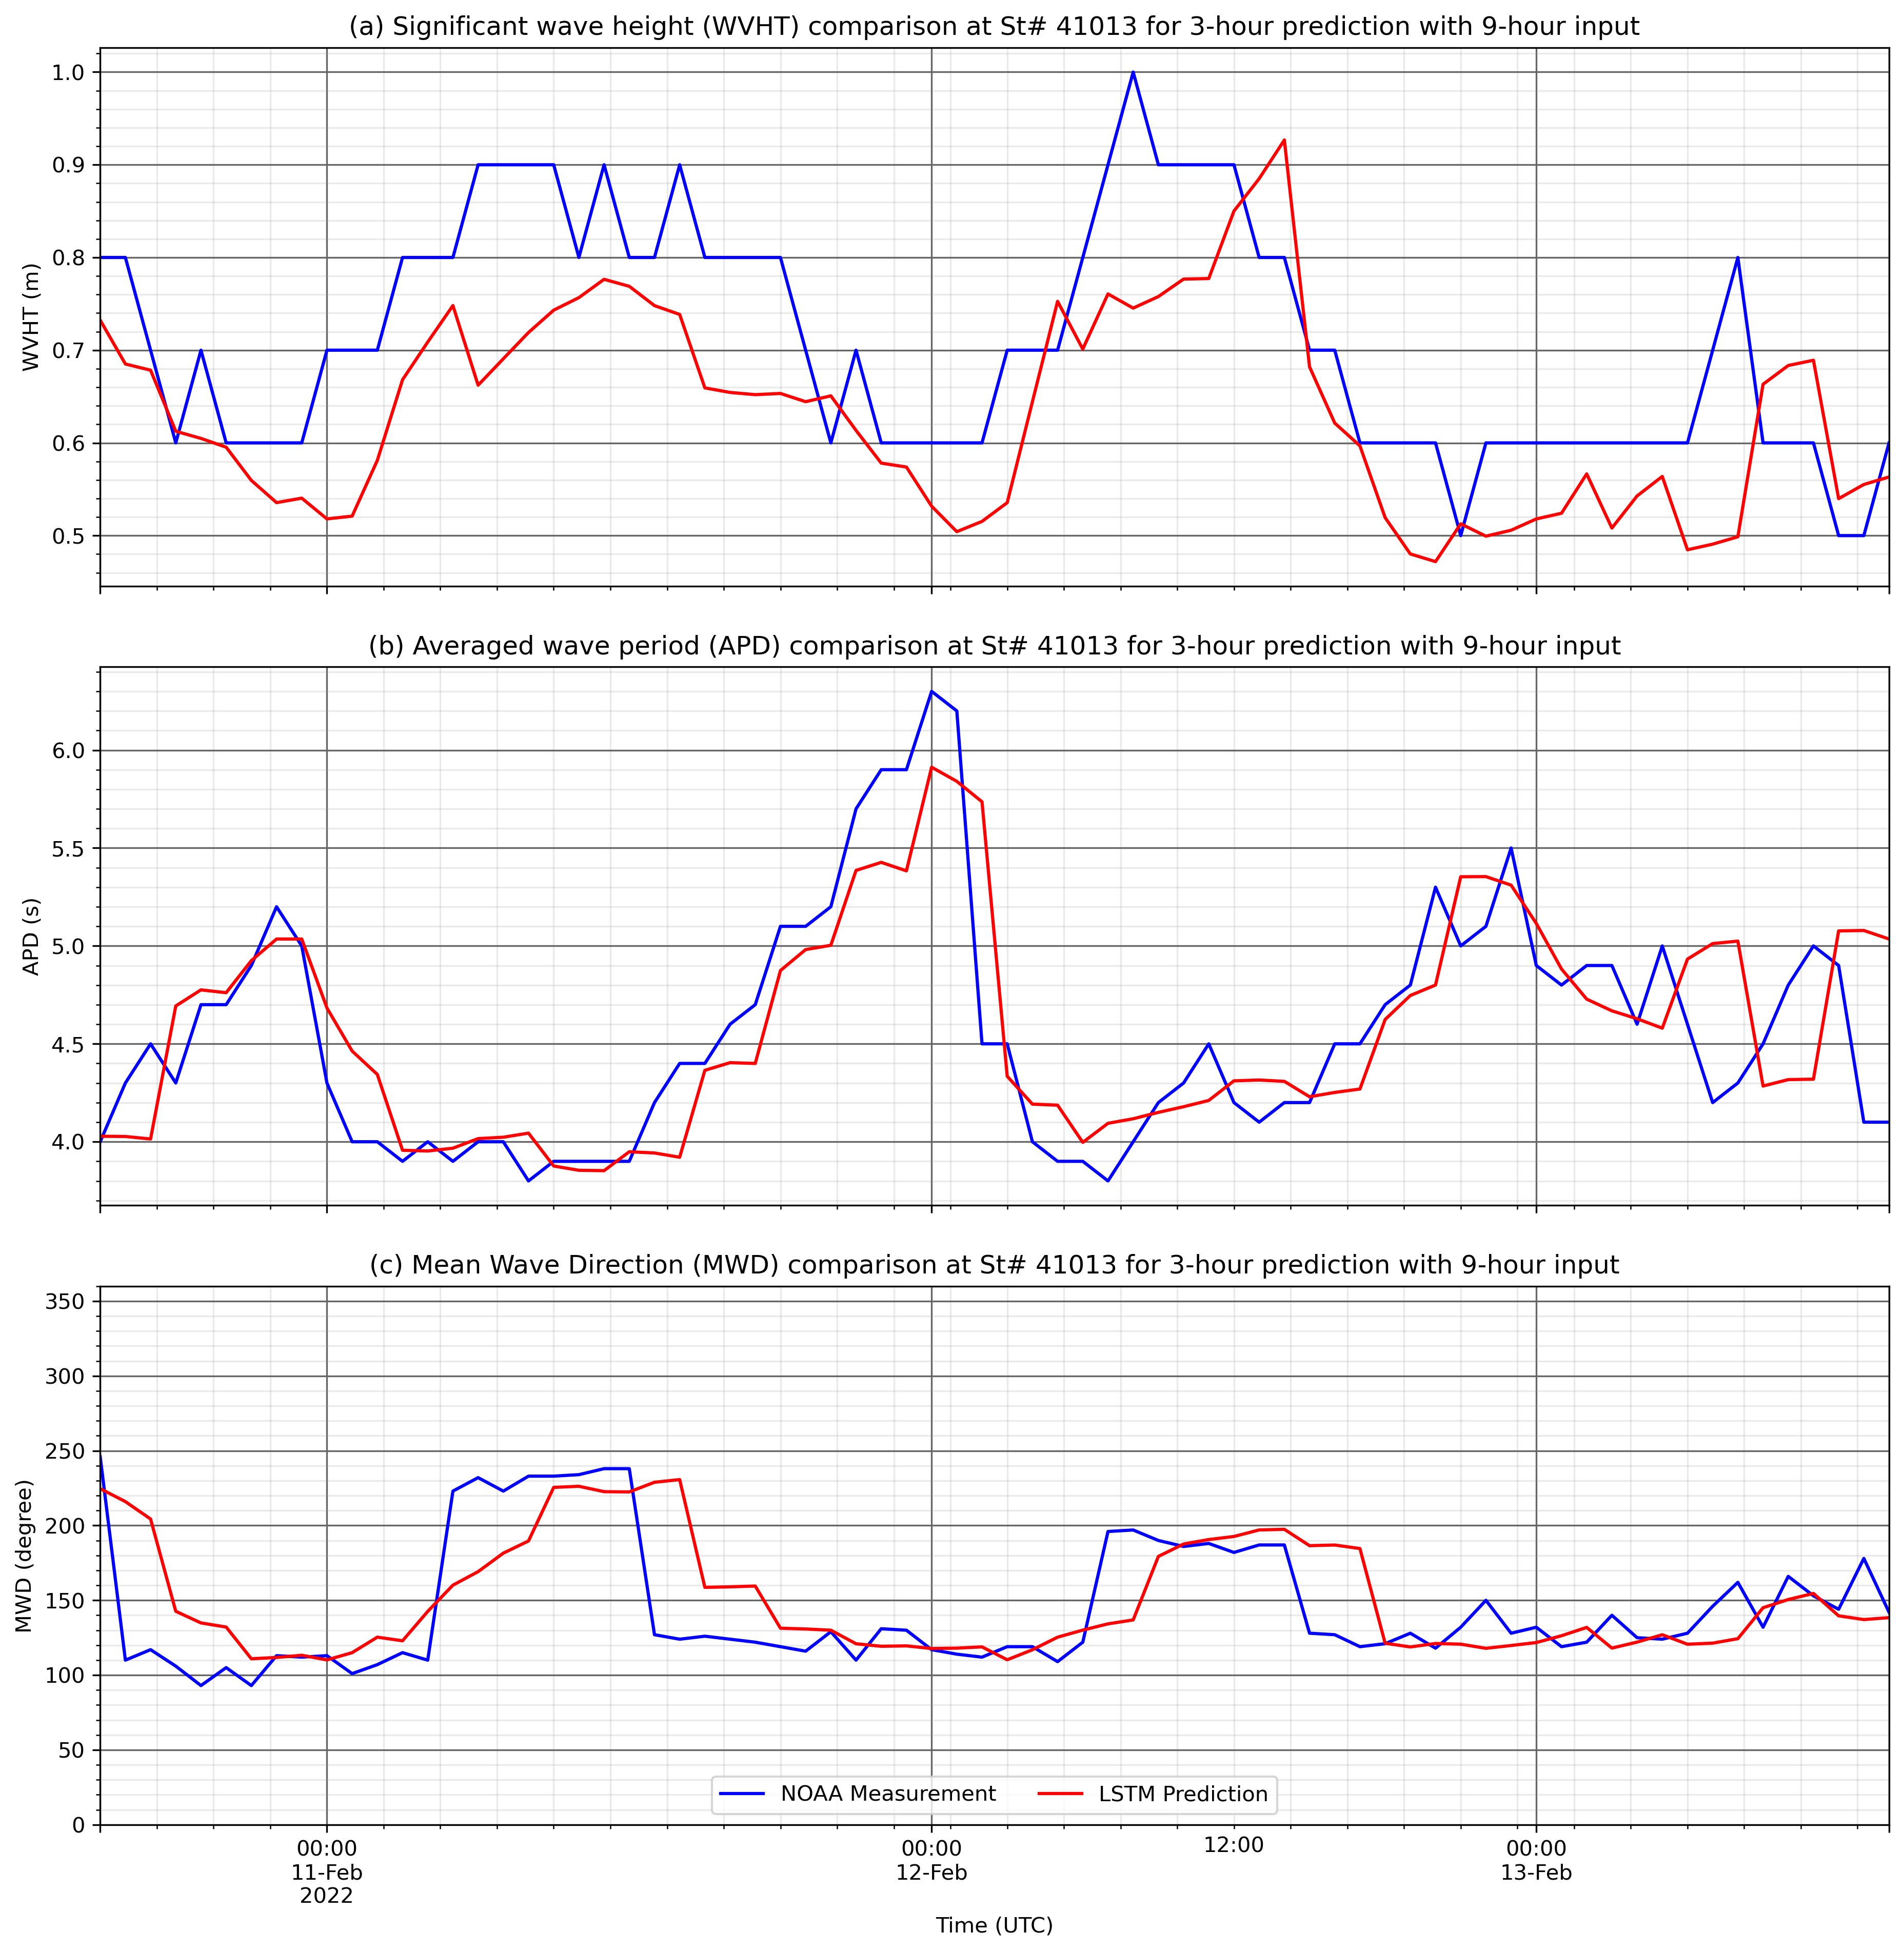 (a) Significant wave height (WVHT) comparison at St# 41013 for 3-hour prediction with 9-hour input
1.0
0.9
0.8
0.7
0.6
0.5
WVHT (m)
(b) Averaged wave period (APD) comparison at St# 41013 for 3-hour prediction with 9-hour input
6.0
5.5
5.0
4.5
4.0
APD (s)
(c) Mean Wave Direction (MWD) comparison at St# 41013 for 3-hour prediction with 9-hour input
350
300
250
200
150
100
50
0
MWD (degree)
NOAA Measurement
LSTM Prediction
00:00
11-Feb
2022
00:00
12-Feb
12:00
00:00
13-Feb
Time (UTC)